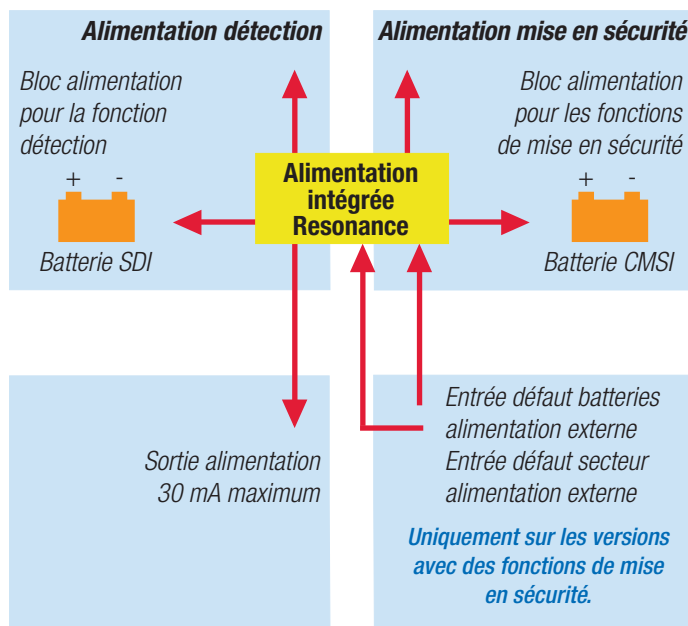 Alimentation détection
Bloc alimentation
pour la fonction
détection
+ -
Batterie SDI
Alimentation mise en sécurité
Bloc alimentation
pour les fonctions
de mise en sécurité
+ -
Batterie CMSI
Alimentation
intégrée
Resonance
Sortie alimentation
30 mA maximum
Entrée défaut batteries
alimentation externe
Entrée défaut secteur
alimentation externe
Uniquement sur les versions
avec des fonctions de mise
en sécurité.